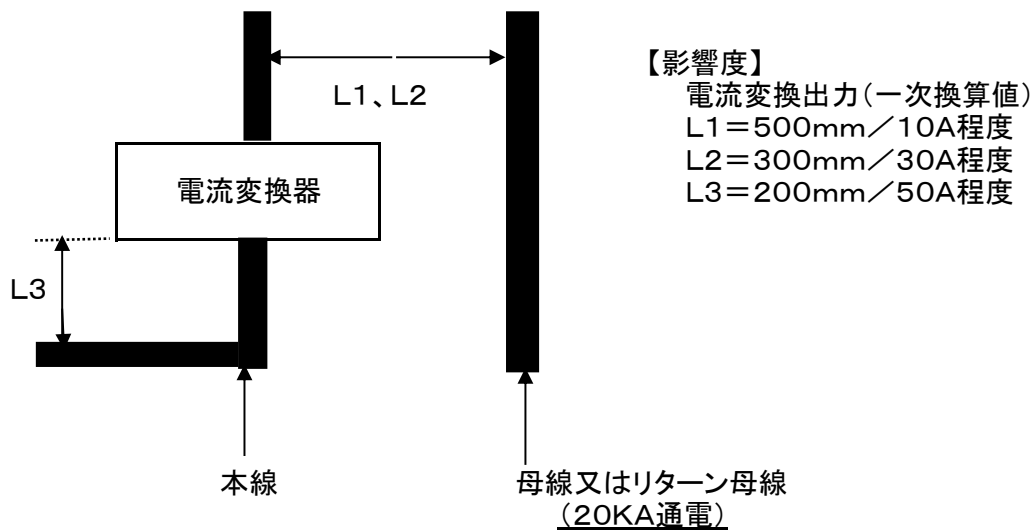 L1、L2
電流変換器
L3
本線
母線又はリターン母線
(20KA通電)
【影響度】
電流変換出力(一次換算値)
L1=500mm/10A程度
L2=300mm/30A程度
L3=200mm/50A程度